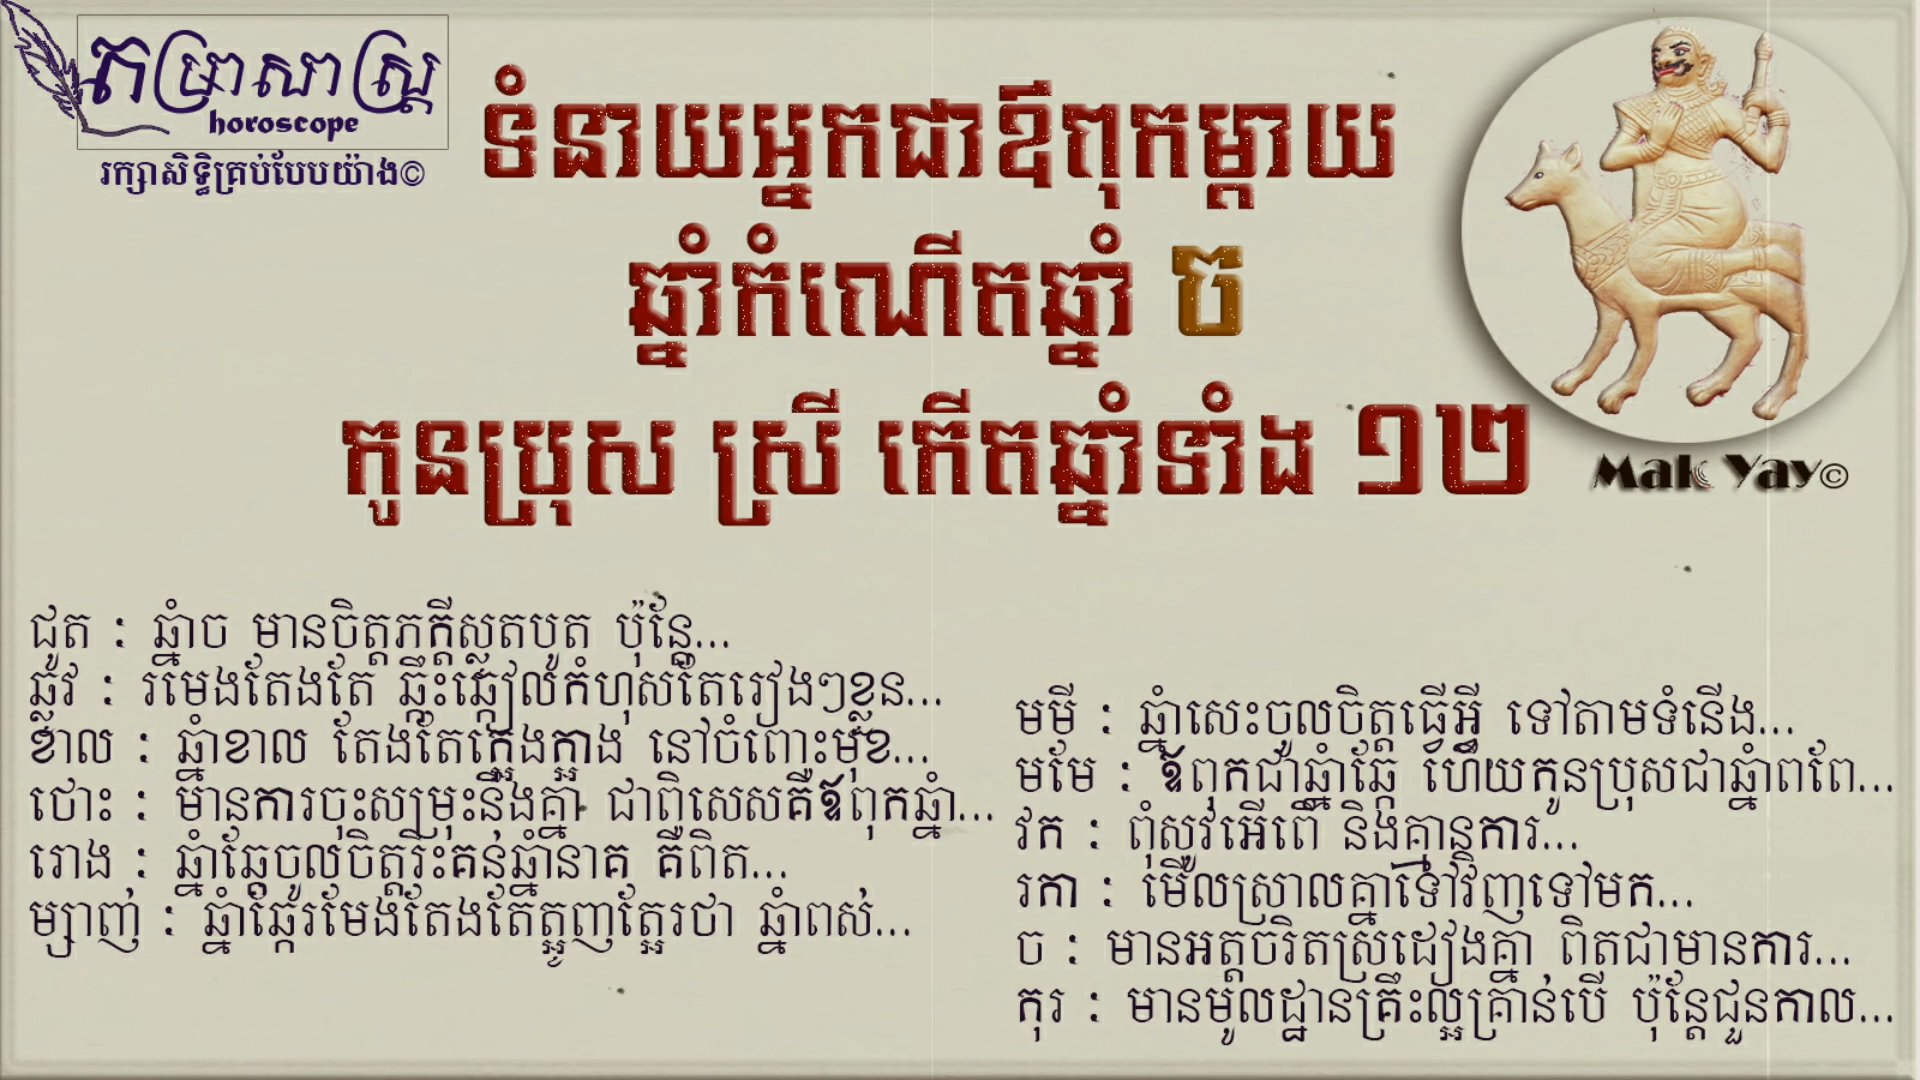 តម្រាសាស្ត្រ
horoscope
រក្សាសិទ្ធិគ្រប់បែបយ៉ាង©
ទំនាយអ្នកជាឪពុកម្ដាយ
ឆ្នាំកំណើតឆ្នាំ ច
កូនប្រុស ស្រី កើតឆ្នាំទាំង ១២
Mak Yay©
ជូត : ឆ្នាំច មានចិត្តភក្ដីស្លូតបូត ប៉ុន្តែ...
ឆ្លូវ : រមែងតែងតែ ឆ្កឹះឆ្កៀលកំហុសតែរៀងៗខ្លួន...
ខាល : ឆ្នាំខាល តែងតែក្អេងក្អាង នៅចំពោះមុខ...
ថោះ : មានការចុះសម្រុះនឹងគ្នា ជាពិសេសគឺឪពុកឆ្នាំ...
រោង : ឆ្នាំឆ្កែចូលចិត្តរិះគន់ឆ្នាំនាគ គឺពិត...
ម្សាញ់ : ឆ្នាំឆ្កែរមែងតែងតែត្អូញត្អែរថា ឆ្នាំពស់...
មមី : ឆ្នាំសេះចូលចិត្តធ្វើអ្វី ទៅតាមទំនើង...
មមែ : ឪពុកជាឆ្នាំឆ្កែ ហើយកូនប្រុសជាឆ្នាំពពែ...
វក : ពុំសូវអើពើ និងគ្មានការ...
រកា : មើលស្រាលគ្នាទៅវិញទៅមក...
ច : មានអត្តចរិតស្រដៀងគ្នា ពិតជាមានការ...
កុរ : មានមូលដ្ឋានគ្រឹះល្អគ្រាន់បើ ប៉ុន្តែជួនកាល...